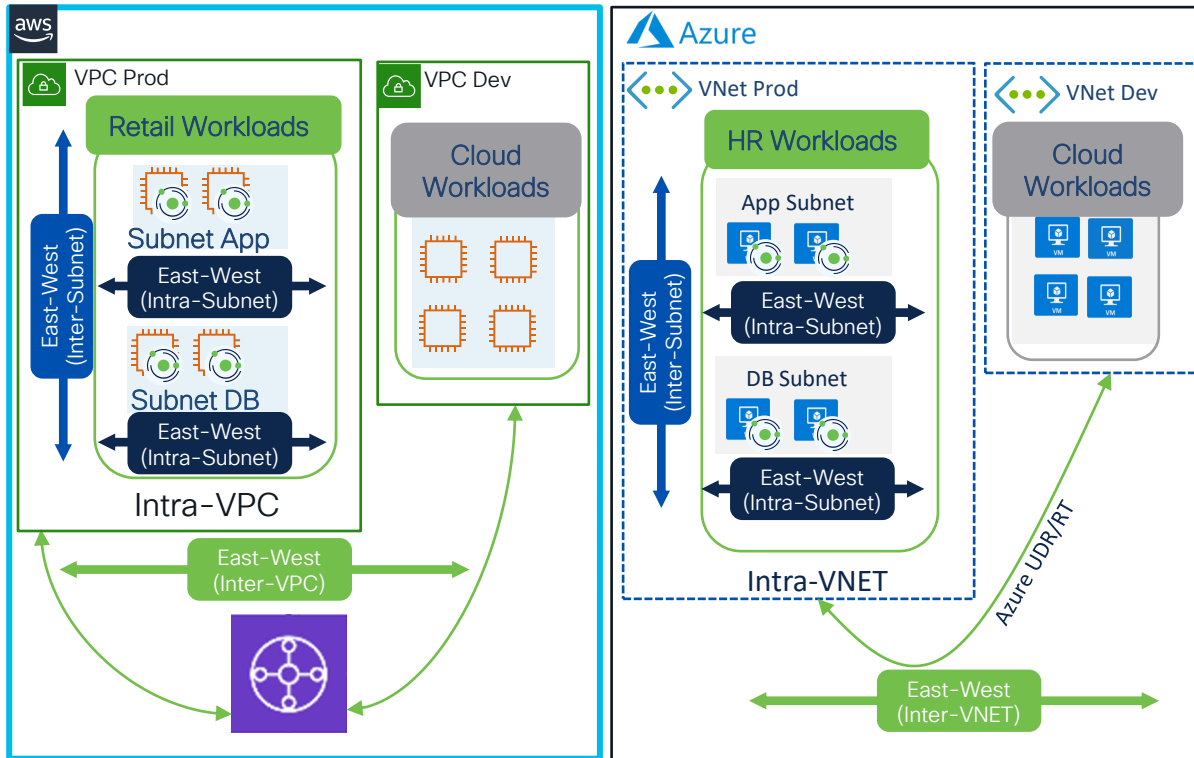 aws
VPC Prod
Retail Workloads
East-West
(Inter-Subnet)
Subnet App
East-West
(Intra-Subnet)
Subnet DB
East-West
(Intra-Subnet)
Intra-VPC
VPC Dev
Cloud
Workloads
East-West
(Inter-VPC)
Azure
VNet Prod
HR Workloads
East-West
(Inter-Subnet)
App Subnet
East-West
(Intra-Subnet)
DB Subnet
East-West
(Intra-Subnet)
Intra-VNET
VNet Dev
Cloud
Workloads
VM
VM
VM
VM
Azure UDR/RT
East-West
(Inter-VNET)